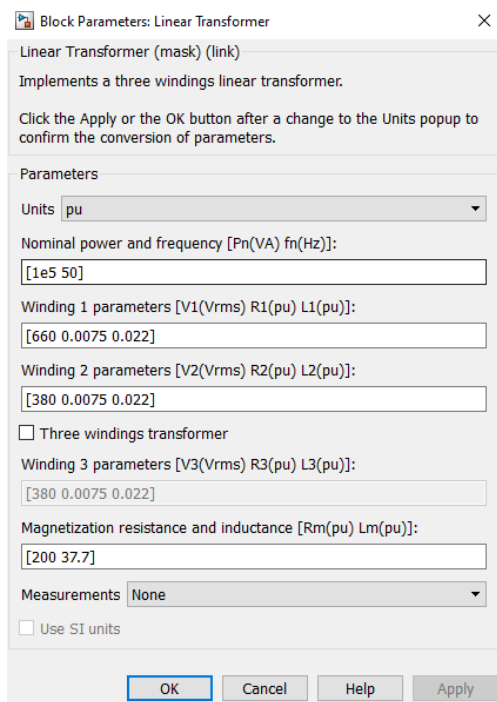 Block Parameters: Linear Transformer
Linear Transformer (mask) (link)
Implements a three windings linear transformer.
Click the Apply or the OK button after a change to the Units popup to
confirm the conversion of parameters.
Parameters
Units pu
Nominal power and frequency [Pn(VA) fn(Hz)]:
[1e5 50]
Winding 1 parameters [V1(Vrms) R1(pu) L1(pu)]:
[660 0.0075 0.022]
Winding 2 parameters [V2(Vrms) R2(pu) L2(pu)]:
[380 0.0075 0.022]
Three windings transformer
Winding 3 parameters [V3(Vrms) R3(pu) L3(pu)]:
[380 0.0075 0.022]
Magnetization resistance and inductance [Rm(pu) Lm(pu)]:
[200 37.7]
Measurements None
Use SI units
OK Cancel Help Apply